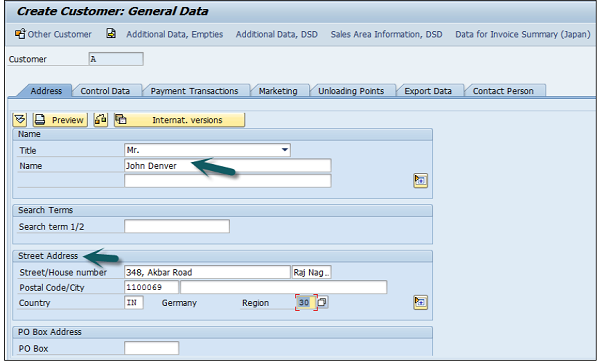 Create Customer: General Data
Other Customer Additional Data, Empties Additional Data, DSD Sales Area Information, DSD Data for Invoice Summary (Japan)
Customer A
Address Control Data Payment Transactions Marketing Unloading Points Export Data Contact Person
Preview Internat. versions
Name
Title Mr.
Name John Denver
Search Terms
Search term 1/2
Street Address
Street/House number 348, Akbar Road Raj Nag..
Postal Code/City 1100069
Country IN Germany Region 30
PO Box Address
PO Box